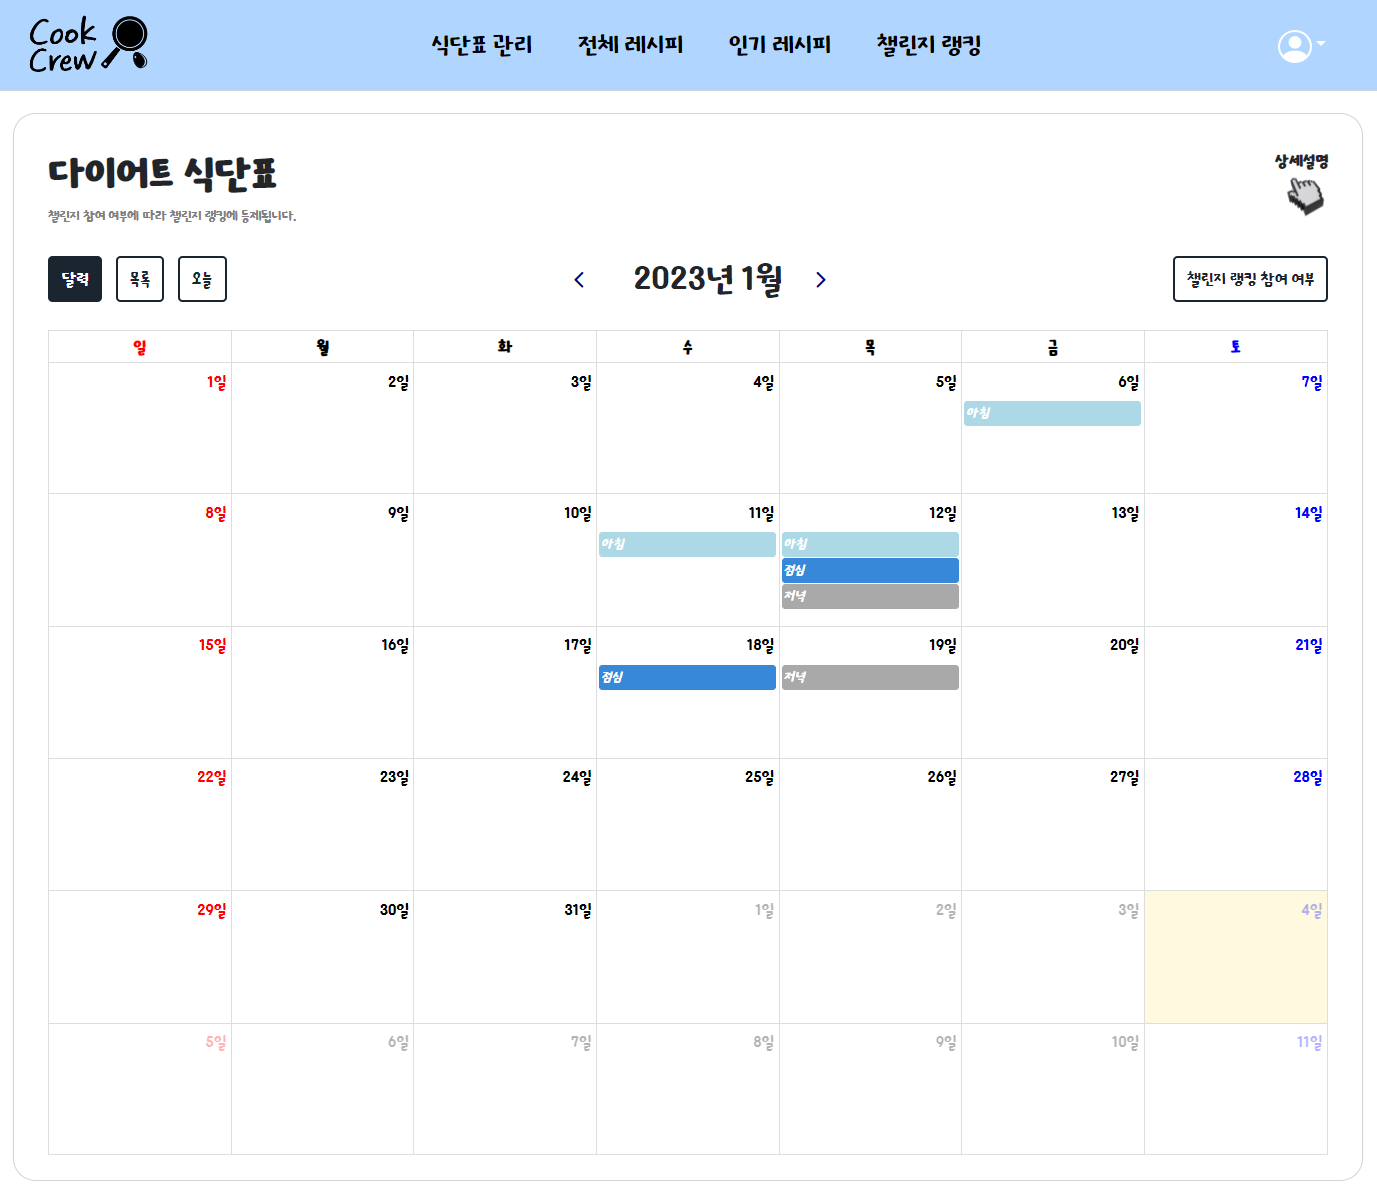 Cook
Crew
식단표 관리 전체 레시피 인기 레시피 챌린지 랭킹
다이어트 식단표
상세설명
챌린지 참여 여부에 따라 챌린지 랭킹에 등제됩니다.
달력 목록 오늘 2023년 1월 챌린지 랭킹 참여 여부
일 월 화 수 목 금 토
1일 2일 3일 4일 5일 6일 7일
아침
8일 9일 10일 11일 12일 13일 14일
아침 아침
점심
저녁
15일 16일 17일 18일 19일 20일 21일
점심 저녁
22일 23일 24일 25일 26일 27일 28일
29일 30일 31일 1일 2일 3일 4일
5일 6일 7일 8일 9일 10일 11일